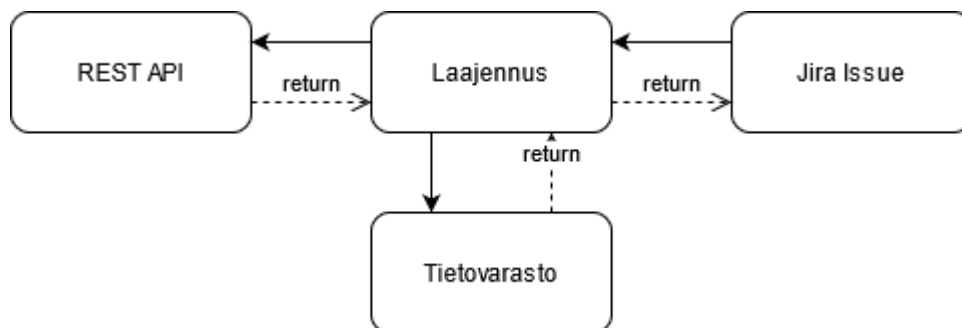 REST API
Laajennus
Jira Issue
return
return
return
Tietovarasto